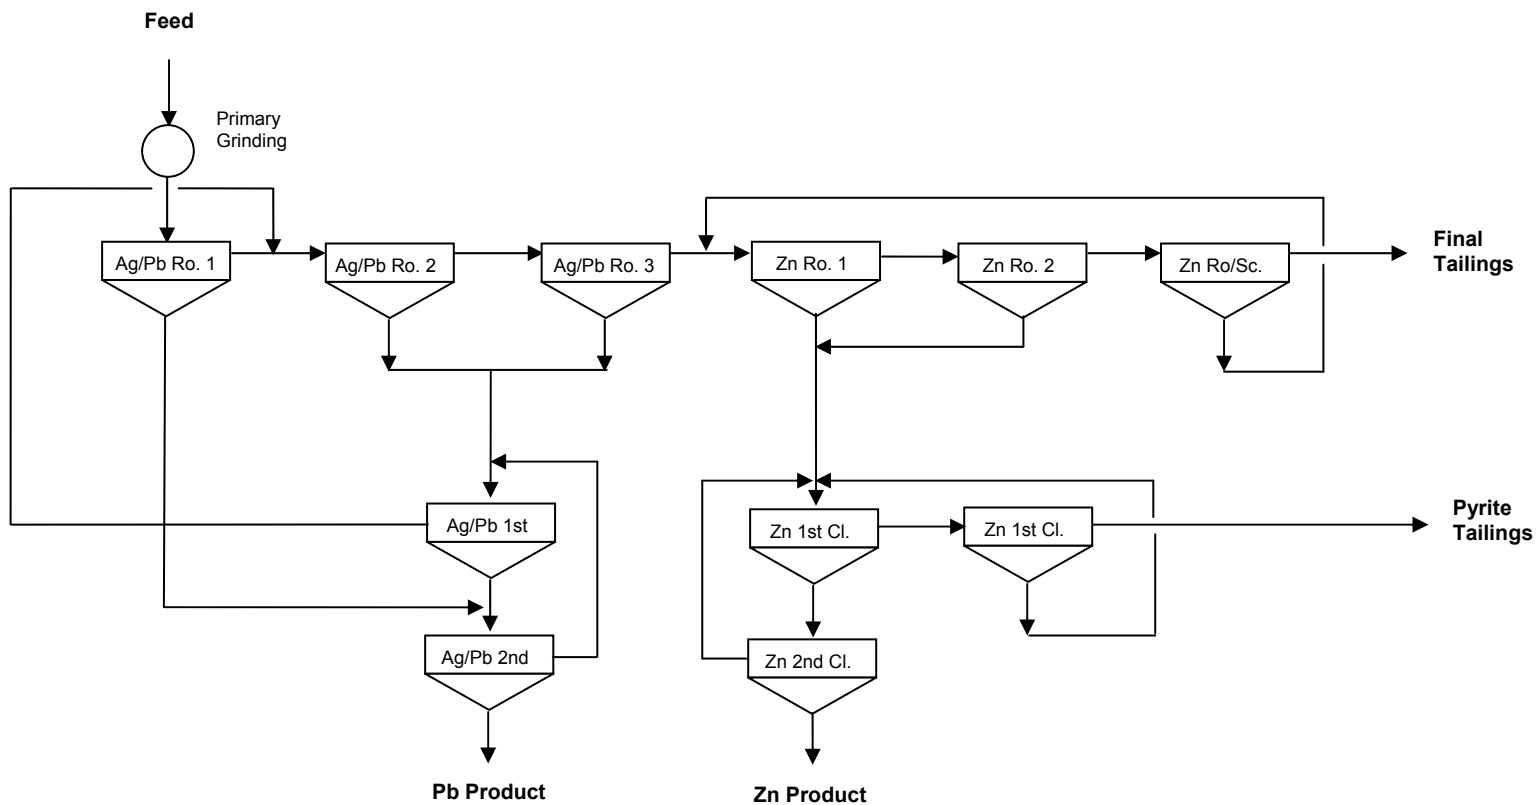 Feed
Primary
Grinding
Ag/Pb Ro. 1
Ag/Pb Ro. 2
Ag/Pb Ro. 3
Zn Ro. 1
Zn Ro. 2
Zn Ro/Sc.
Final
Tailings
Ag/Pb 1st
Zn 1st Cl.
Zn 1st Cl.
Pyrite
Tailings
Ag/Pb 2nd
Zn 2nd Cl.
Pb Product
Zn Product